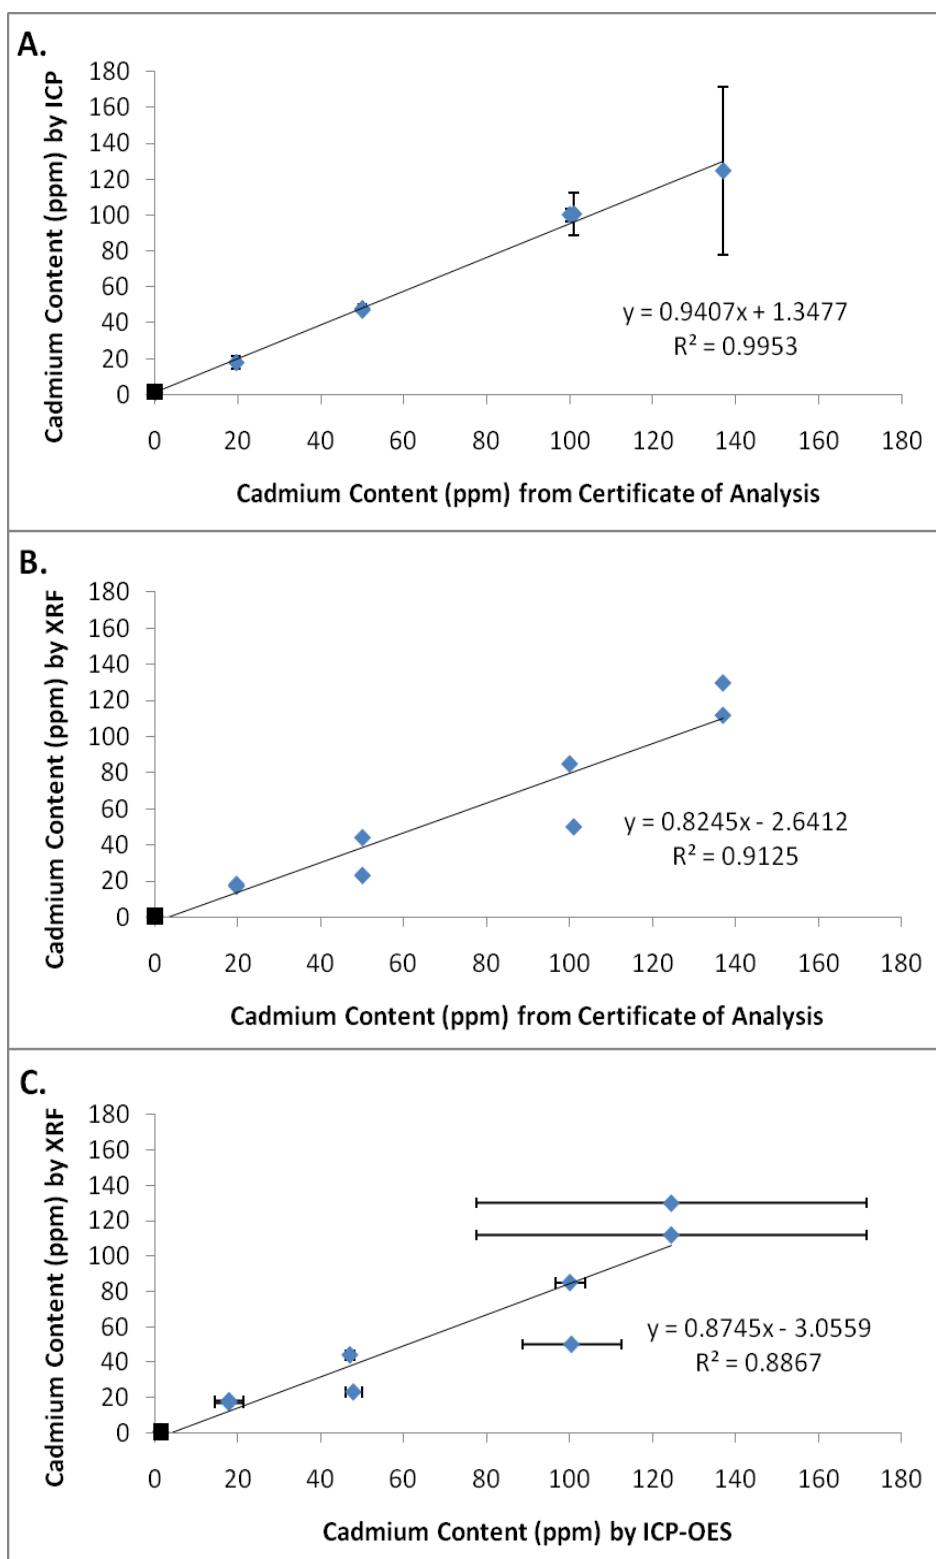 A.
Cadmium Content (ppm) by ICP
180
160
140
120
100
80
60
40
20
0
y = 0.9407x + 1.3477
R² = 0.9953
0 20 40 60 80 100 120 140 160 180
Cadmium Content (ppm) from Certificate of Analysis
B.
Cadmium Content (ppm) by XRF
180
160
140
120
100
80
60
40
20
0
y = 0.8245x - 2.6412
R² = 0.9125
0 20 40 60 80 100 120 140 160 180
Cadmium Content (ppm) from Certificate of Analysis
C.
Cadmium Content (ppm) by XRF
180
160
140
120
100
80
60
40
20
0
y = 0.8745x - 3.0559
R² = 0.8867
0 20 40 60 80 100 120 140 160 180
Cadmium Content (ppm) by ICP-OES